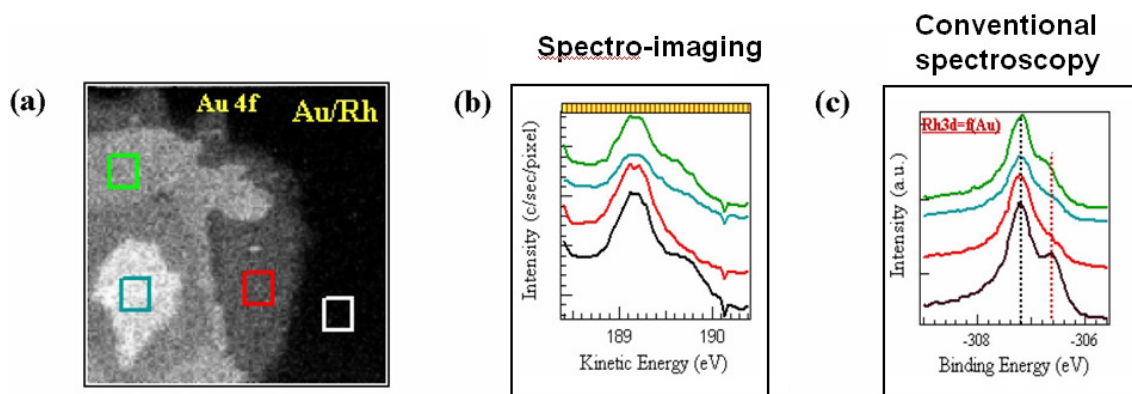 Spectro-imaging
Conventional
spectroscopy
(a)
Au 4f
Au/Rh
(b)
Intensity (c/sec/pixel)
189
190
Kinetic Energy (eV)
(c)
Rh3d=f(Au)
Intensity (a.u.)
-308
-306
Binding Energy (eV)